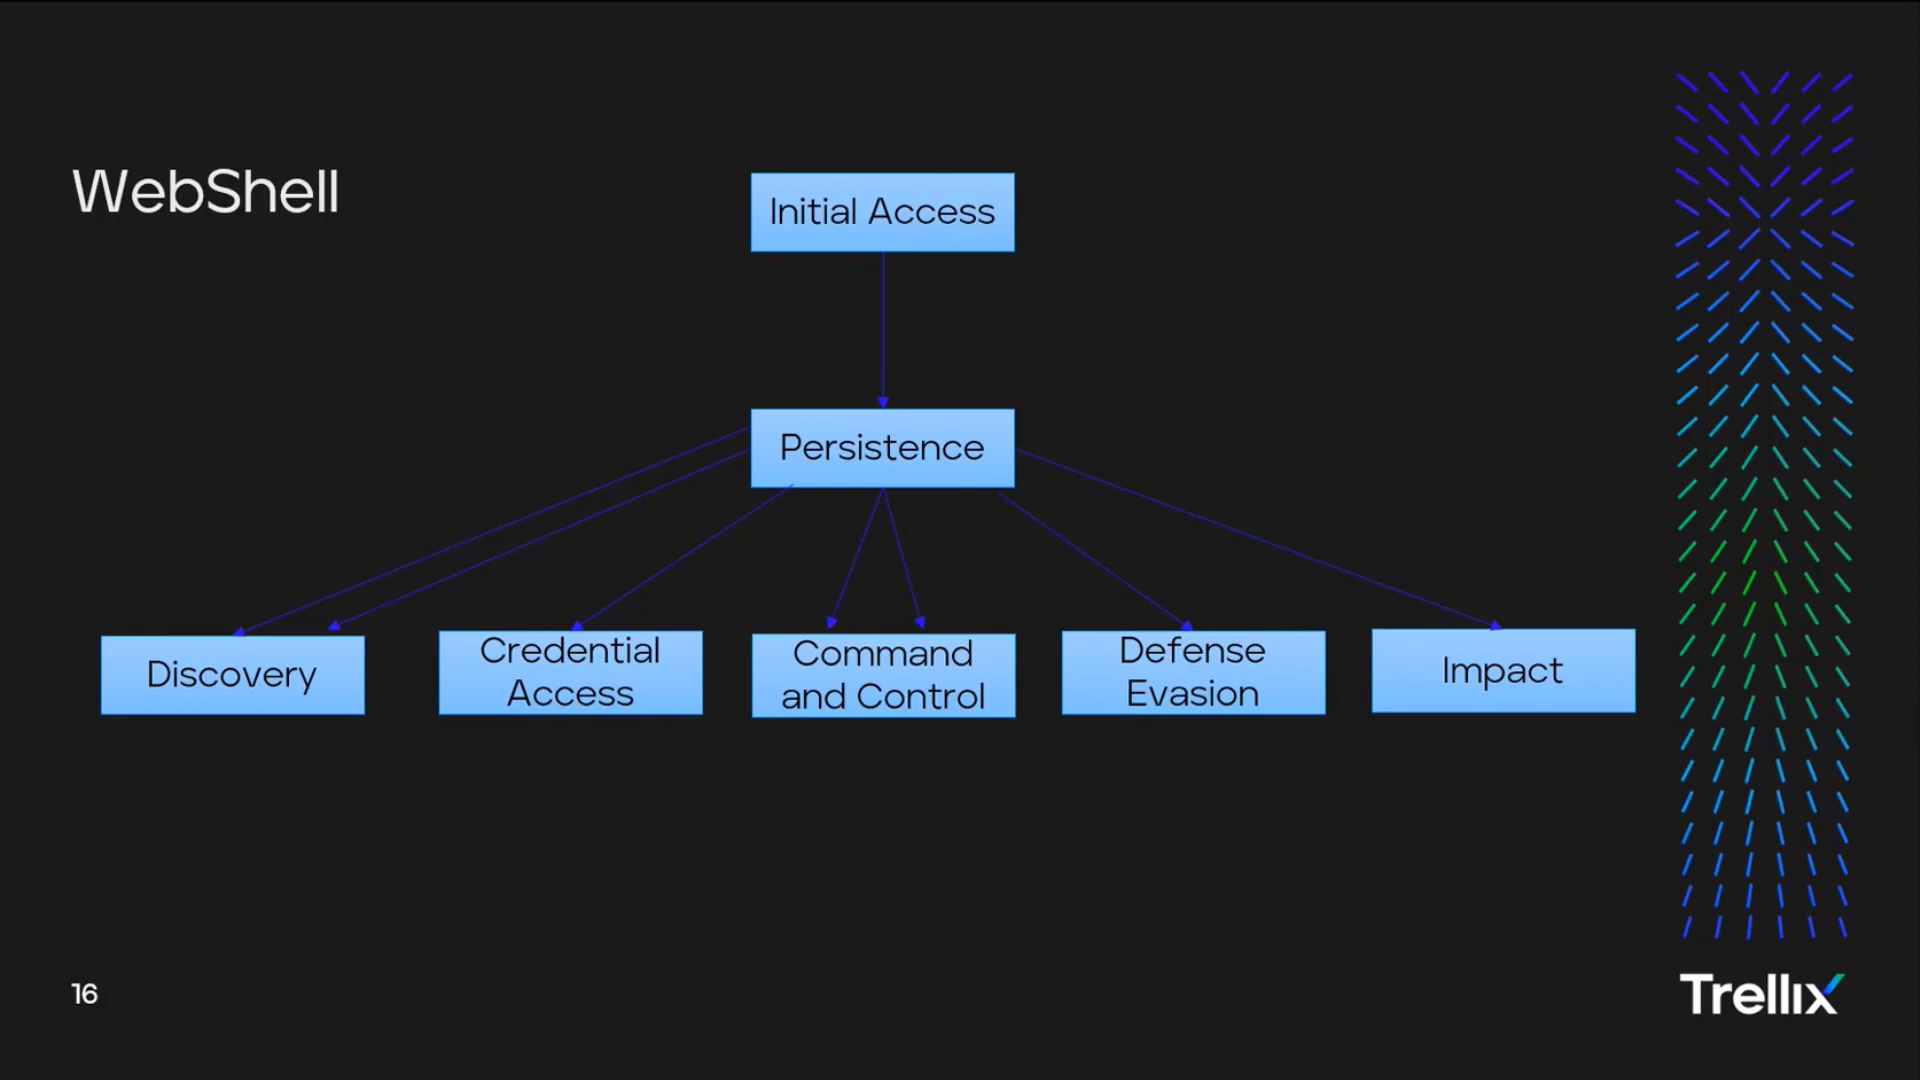 WebShell
Initial Access
Persistence
Discovery
Credential
Access
Command
and Control
Defense
Evasion
Impact
16
Trellix